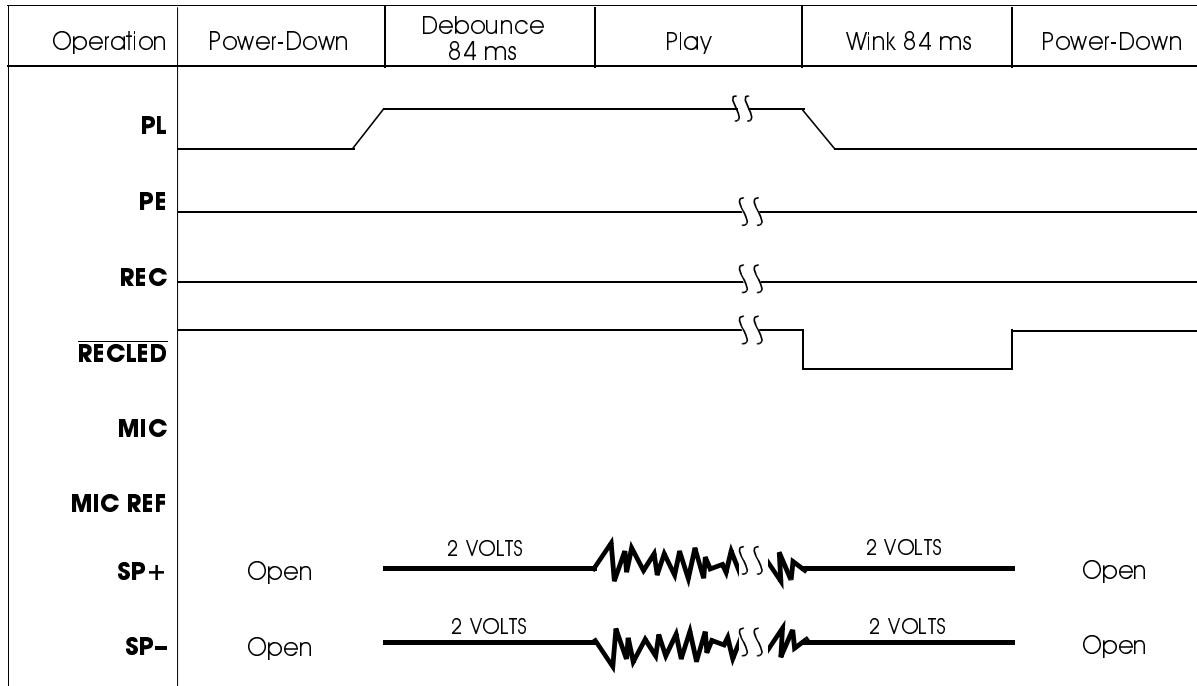 Operation Power-Down Debounce 84 ms Play Wink 84 ms Power-Down
PL
PE
REC
RECLED
MIC
MIC REF
SP+ Open 2 VOLTS 2 VOLTS Open
SP– Open 2 VOLTS 2 VOLTS Open